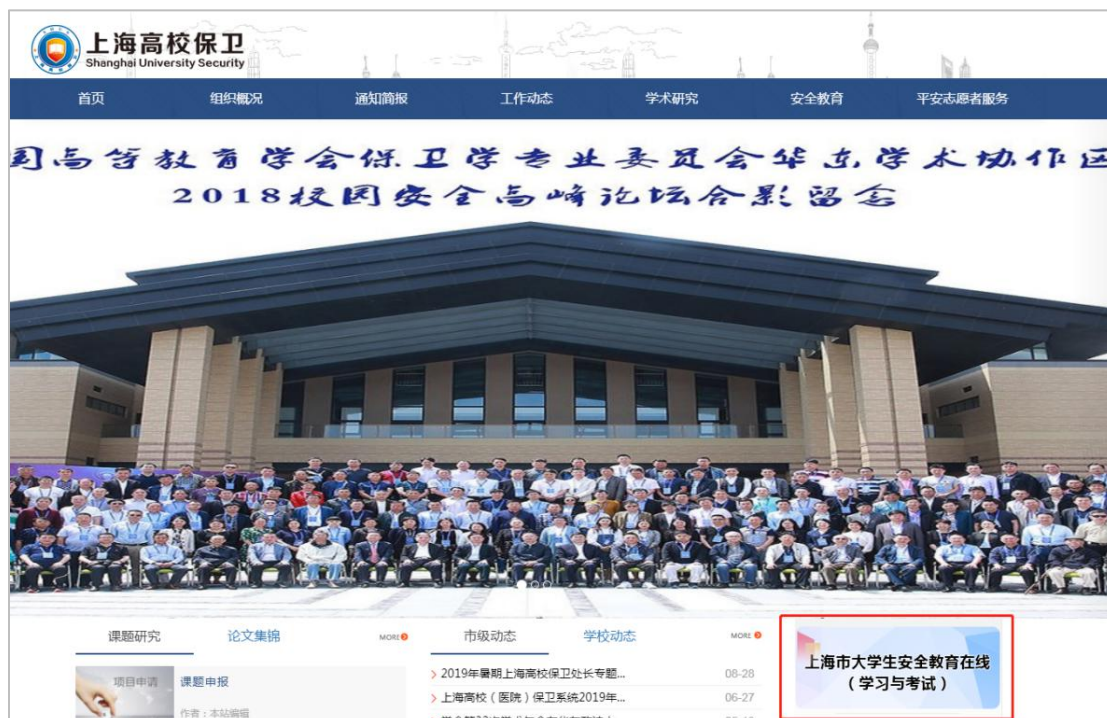 上海高校保卫
Shanghai University Security
首页 组织概况 通知简报 工作动态 学术研究 安全教育 平安志愿者服务
国高等教育学会保卫学专业委员会华东学术协作区
2018校园安全高峰论坛合影留念
课题研究 论文集锦 MORE
市级动态 学校动态 MORE
上海市大学生安全教育在线
(学习与考试)
项目申请
课题申报
作者:本站编辑
2019年暑期上海高校保卫处长专题... 08-28
上海高校(医院)保卫系统2019年... 06-27